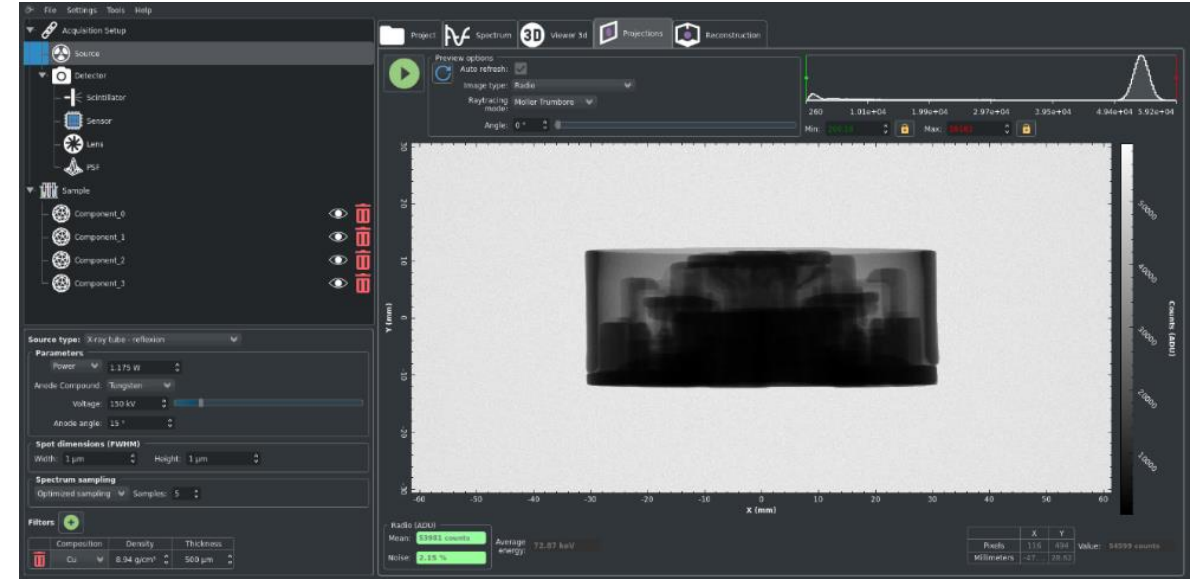 File Settings Tools Help
Acquisition Setup
Source
Detector
Scintillator
Sensor
Lens
PSF
Sample
Component_0
Component_1
Component_2
Component_3
Source type: X-ray tube - reflexion
Parameters
Power 1.175 W
Anode Compound: Tungsten
Voltage: 150 kV
Anode angle: 15 °
Spot dimensions (FWHM)
Width: 1 µm Height: 1 µm
Spectrum sampling
Optimized sampling Samples: 5
Filters
Composition Density Thickness
Cu 8.94 g/cm³ 500 µm
Project Spectrum 3D Viewer 3d Projections Reconstruction
Preview options
Auto refresh:
Image type: Radio
Raytracing mode: Moller Trumbore
Angle: 0 °
260 1.01e+04 1.99e+04 2.97e+04 3.95e+04 4.94e+04 5.92e+04
Min: Max:
30
20
10
0
-10
-20
-30
Y (mm)
-60 -50 -40 -30 -20 -10 0 10 20 30 40 50 60
X (mm)
50000
40000
30000
20000
10000
Counts (ADU)
Radio (ADU)
Mean: 53981 counts
Noise: 2.15 %
Average energy: 72.87 keV
X Y
Pixels 116 494
Millimeters -47... 28.62
Value: 54599 counts